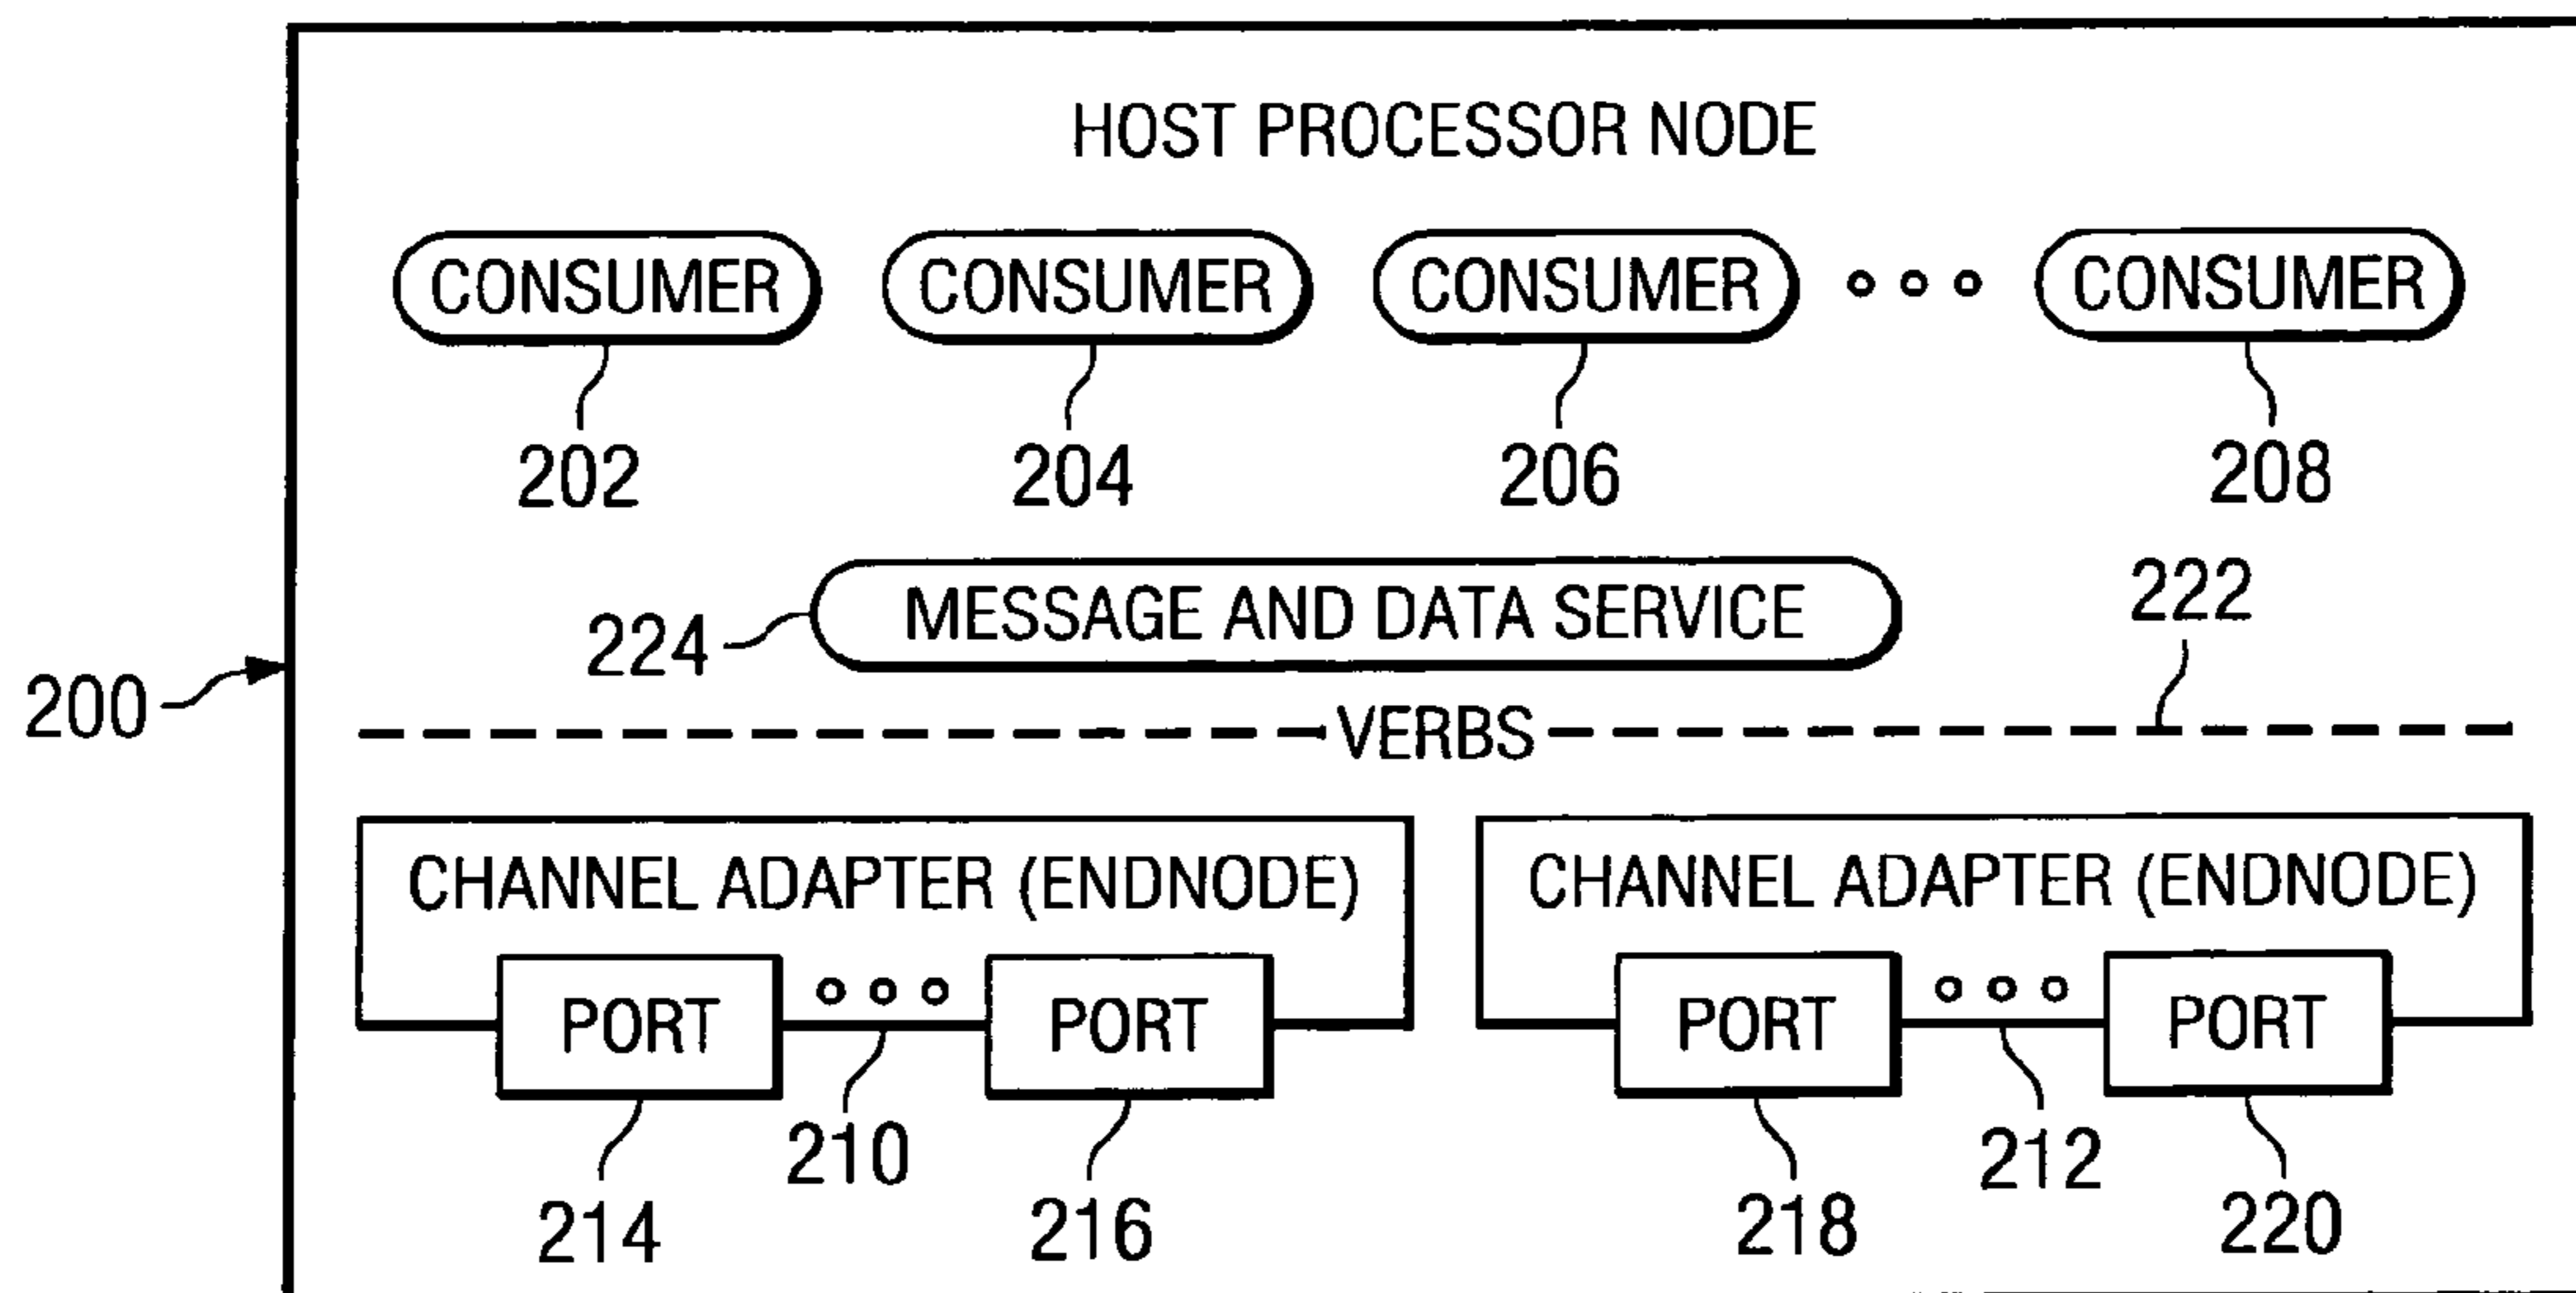 HOST PROCESSOR NODE
CONSUMER CONSUMER CONSUMER CONSUMER
202 204 206 208
222
MESSAGE AND DATA SERVICE
224
200
VERBS
CHANNEL ADAPTER (ENDNODE) CHANNEL ADAPTER (ENDNODE)
PORT PORT PORT PORT
210 212
214 216 218 220